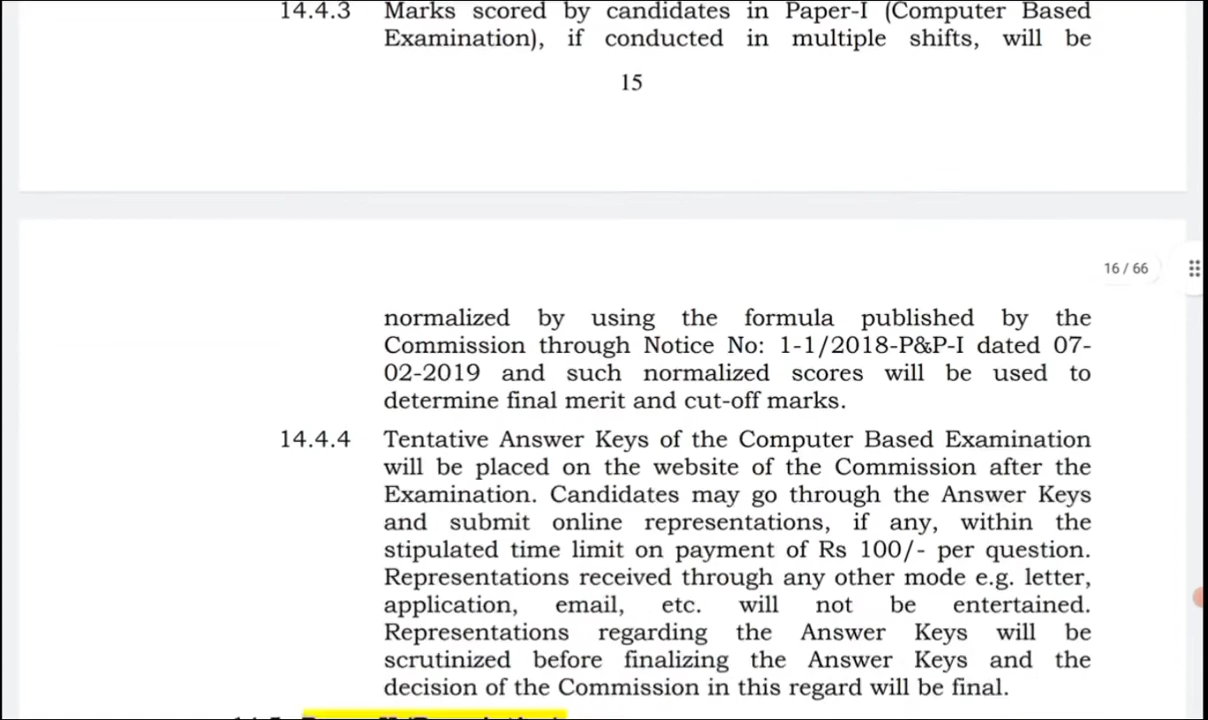 14.4.3 Marks scored by candidates in Paper-I (Computer Based
Examination), if conducted in multiple shifts, will be
15
16 / 66
normalized by using the formula published by the
Commission through Notice No: 1-1/2018-P&P-I dated 07-
02-2019 and such normalized scores will be used to
determine final merit and cut-off marks.
14.4.4 Tentative Answer Keys of the Computer Based Examination
will be placed on the website of the Commission after the
Examination. Candidates may go through the Answer Keys
and submit online representations, if any, within the
stipulated time limit on payment of Rs 100/- per question.
Representations received through any other mode e.g. letter,
application, email, etc. will not be entertained.
Representations regarding the Answer Keys will be
scrutinized before finalizing the Answer Keys and the
decision of the Commission in this regard will be final.